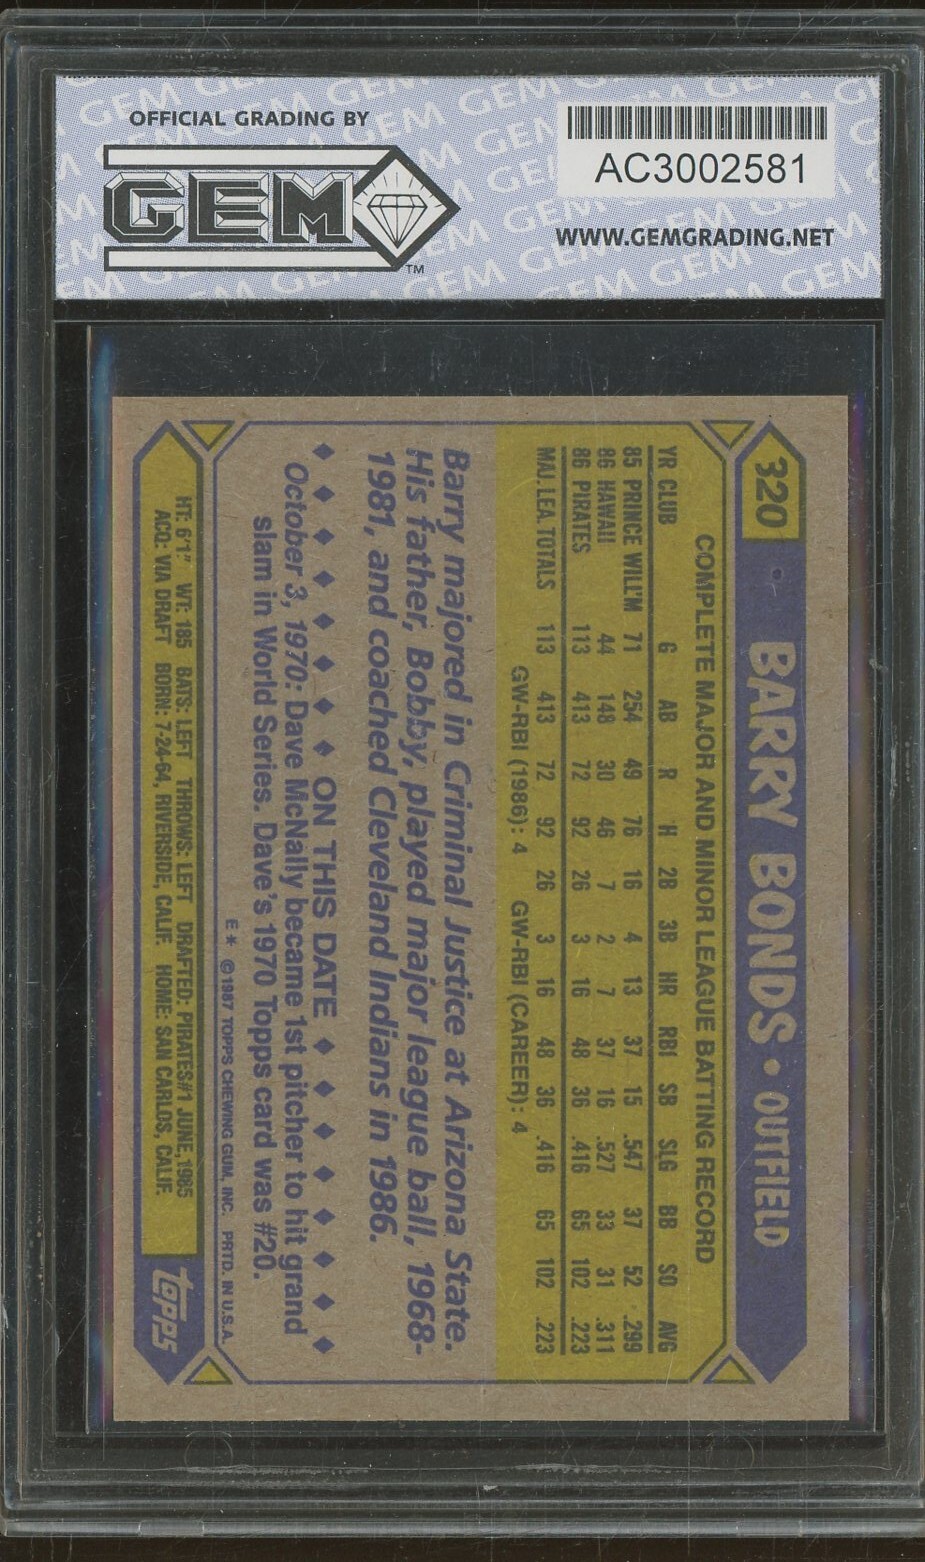 OFFICIAL GRADING BY
GEM
™
AC3002581
WWW.GEMGRADING.NET
320 BARRY BONDS • OUTFIELD
COMPLETE MAJOR AND MINOR LEAGUE BATTING RECORD
YR CLUB G AB R H 2B 3B HR RBI SB SLG BB SO AVG
85 PRINCE WILL'M 71 254 49 76 16 4 13 37 15 .547 37 52 .299
86 HAWAII 44 148 30 46 7 2 7 37 16 .527 33 31 .311
86 PIRATES 113 413 72 92 26 3 16 48 36 .416 65 102 .223
MAJ. LEA. TOTALS 113 413 72 92 26 3 16 48 36 .416 65 102 .223
GW-RBI (1986): 4 GW-RBI (CAREER): 4
Barry majored in Criminal Justice at Arizona State.
His father, Bobby, played major league ball, 1968-
1981, and coached Cleveland Indians in 1986.
ON THIS DATE
October 3, 1970: Dave McNally became 1st pitcher to hit grand
slam in World Series. Dave's 1970 Topps card was #20.
E* ©1987 TOPPS CHEWING GUM, INC. PRTD. IN U.S.A.
HT: 6'1" WT: 185 BATS: LEFT THROWS: LEFT DRAFTED: PIRATES#1 JUNE, 1985
ACQ: VIA DRAFT BORN: 7-24-64, RIVERSIDE, CALIF. HOME: SAN CARLOS, CALIF.
Topps